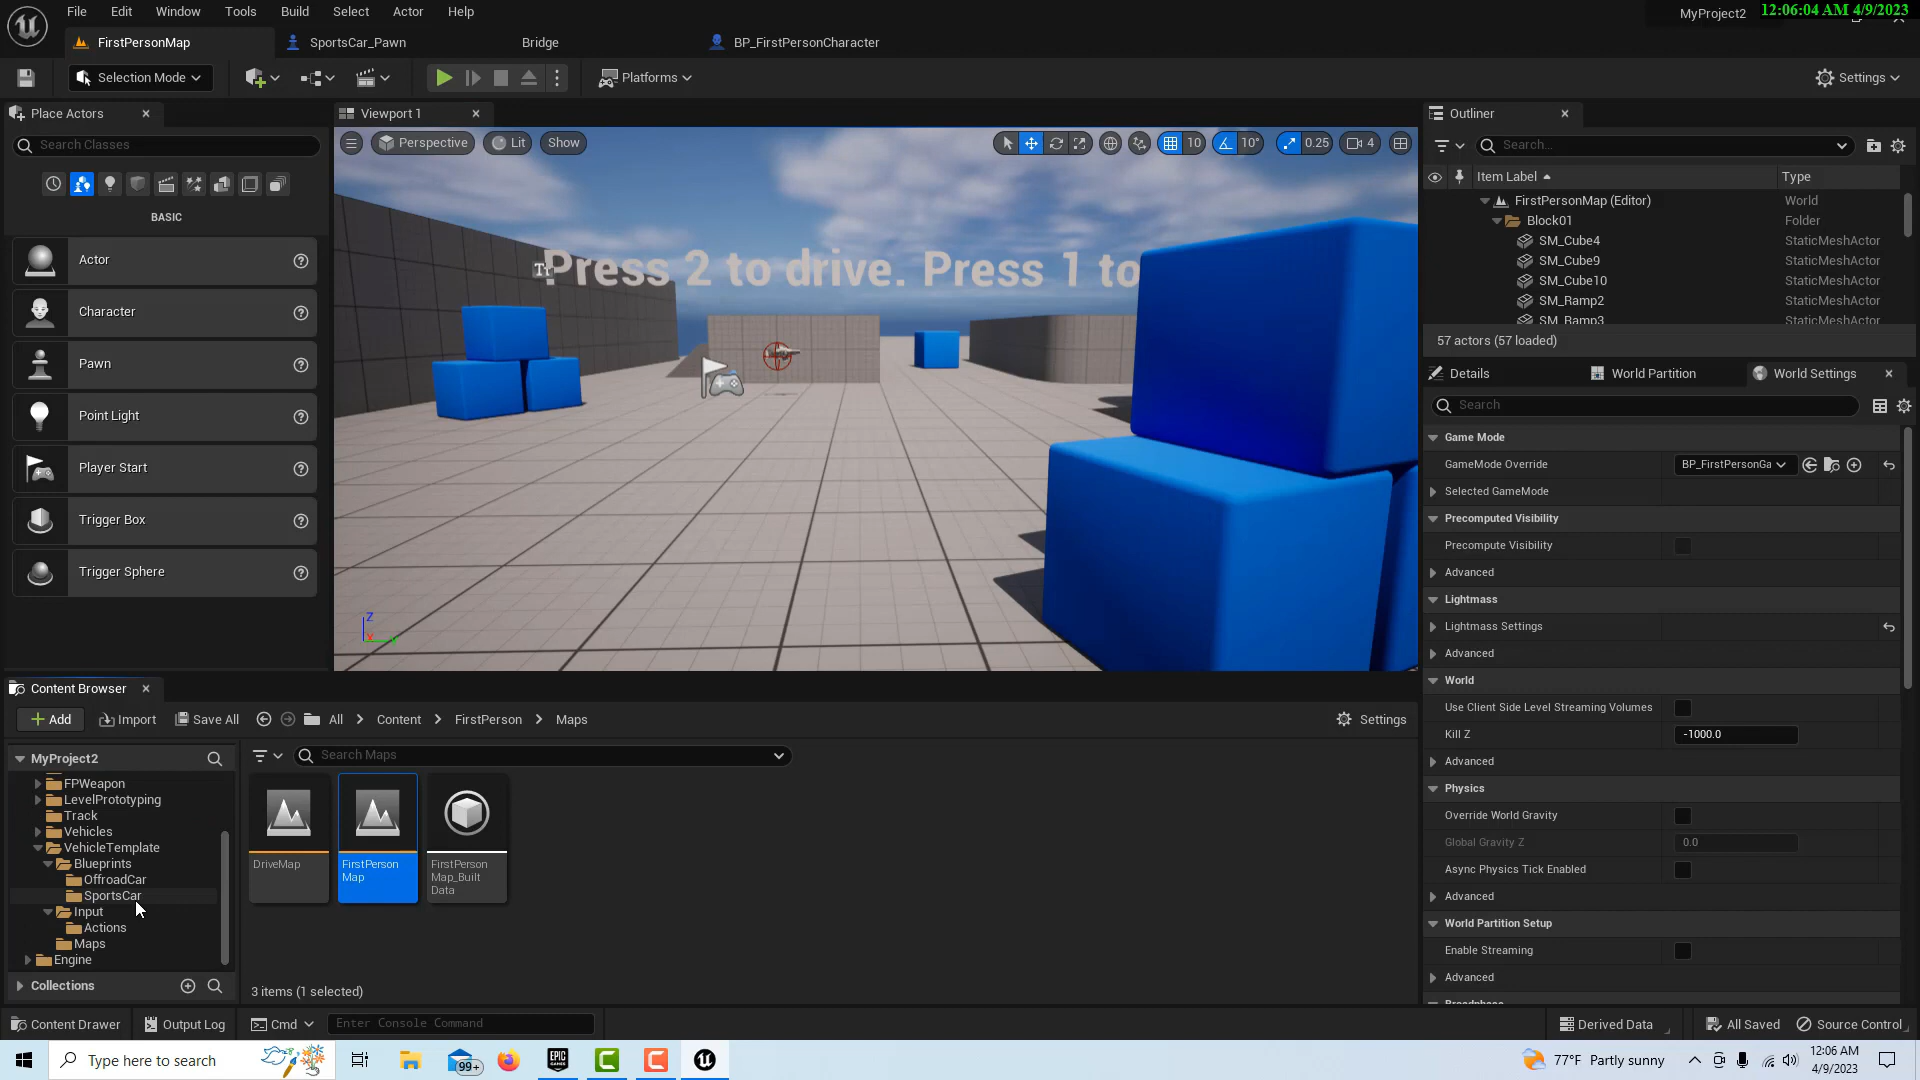 File Edit Window Tools Build Select Actor Help
MyProject2
12:06:04 AM 4/9/2023
FirstPersonMap SportsCar_Pawn Bridge BP_FirstPersonCharacter
Selection Mode Platforms Settings
Place Actors
Search Classes
BASIC
Actor
Character
Pawn
Point Light
Player Start
Trigger Box
Trigger Sphere
Viewport 1
Perspective Lit Show 10 10° 0.25 4
Press 2 to drive. Press 1 to
Z
X
Outliner
Search...
Item Label Type
FirstPersonMap (Editor) World
Block01 Folder
SM_Cube4 StaticMeshActor
SM_Cube9 StaticMeshActor
SM_Cube10 StaticMeshActor
SM_Ramp2 StaticMeshActor
SM_Ramp3 StaticMeshActor
57 actors (57 loaded)
Details World Partition World Settings
Search
Game Mode
GameMode Override BP_FirstPersonGa
Selected GameMode
Precomputed Visibility
Precompute Visibility
Advanced
Lightmass
Lightmass Settings
Advanced
World
Use Client Side Level Streaming Volumes
Kill Z -1000.0
Advanced
Physics
Override World Gravity
Global Gravity Z 0.0
Async Physics Tick Enabled
Advanced
World Partition Setup
Enable Streaming
Advanced
Broadphase
Content Browser
Add Import Save All All Content FirstPerson Maps Settings
MyProject2
Search Maps
FPWeapon
LevelPrototyping
Track
Vehicles
VehicleTemplate
Blueprints
OffroadCar
SportsCar
Input
Actions
Maps
Engine
Collections
DriveMap
FirstPerson
Map
FirstPerson
Map_Built
Data
3 items (1 selected)
Content Drawer Output Log Cmd Enter Console Command Derived Data All Saved Source Control
Type here to search
99+
EPIC
GAMES
77°F Partly sunny
12:06 AM
4/9/2023